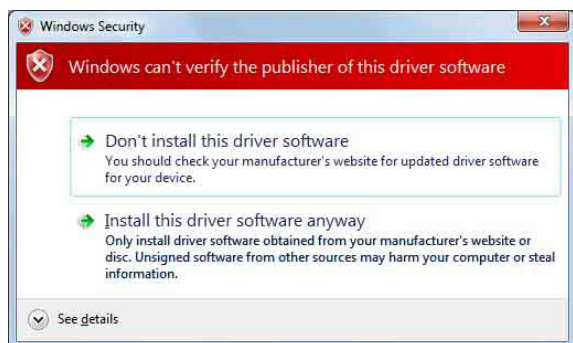 Windows Security
Windows can't verify the publisher of this driver software
Don't install this driver software
You should check your manufacturer's website for updated driver software
for your device.
Install this driver software anyway
Only install driver software obtained from your manufacturer's website or
disc. Unsigned software from other sources may harm your computer or steal
information.
See details